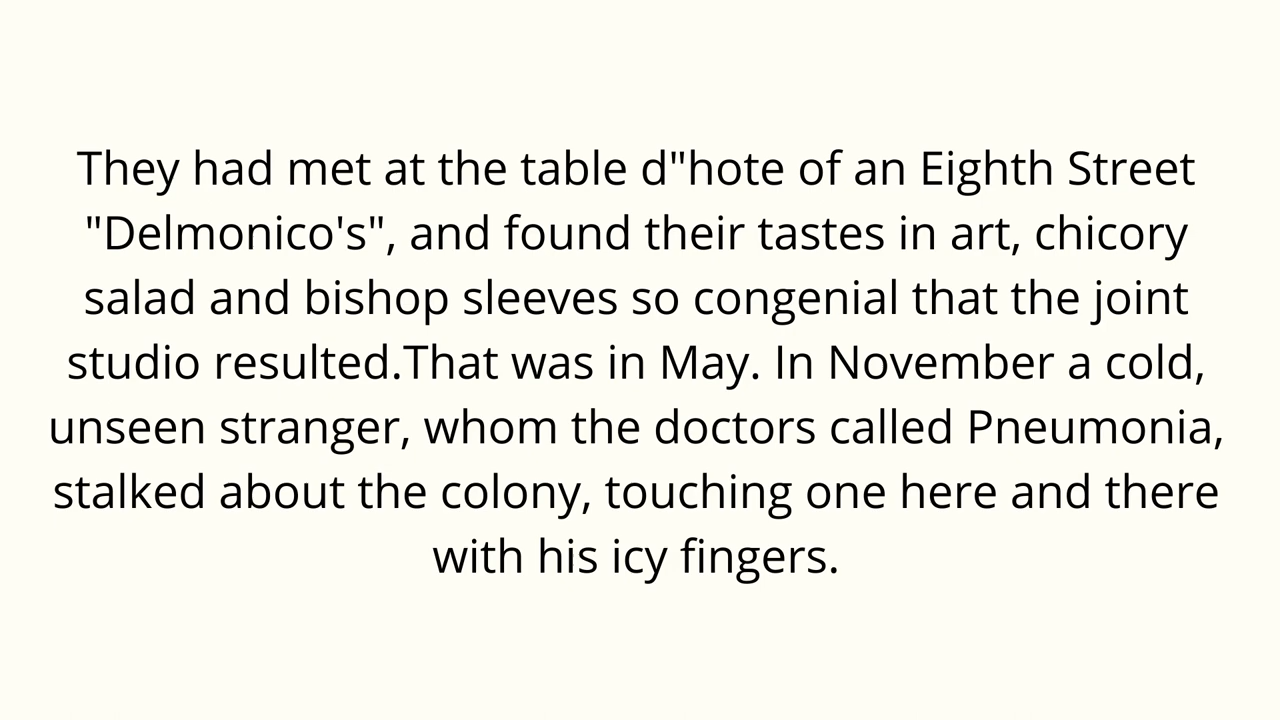 They had met at the table d"hote of an Eighth Street
"Delmonico's", and found their tastes in art, chicory
salad and bishop sleeves so congenial that the joint
studio resulted.That was in May. In November a cold,
unseen stranger, whom the doctors called Pneumonia,
stalked about the colony, touching one here and there
with his icy fingers.